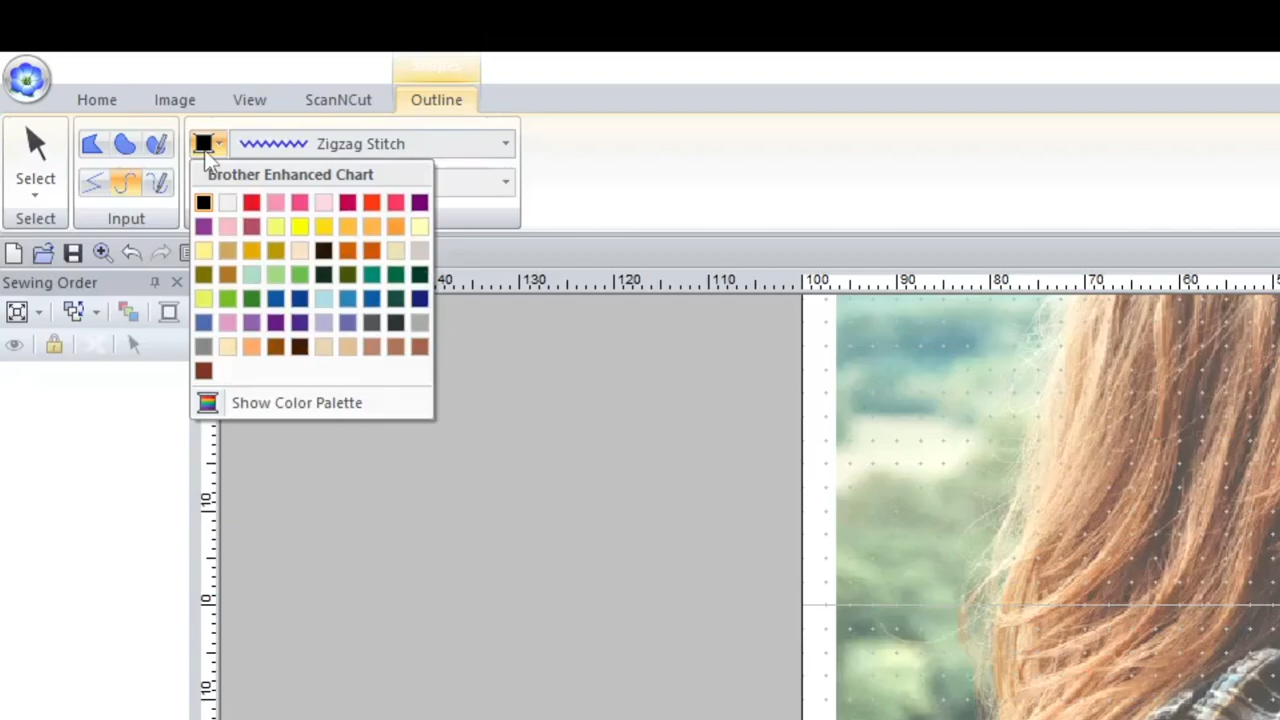 Home Image View ScanNCut Outline
Zigzag Stitch
Select
Brother Enhanced Chart
Select Input
Sewing Order
40 130 120 110 100 90 80 70 60
Show Color Palette
10
0
10